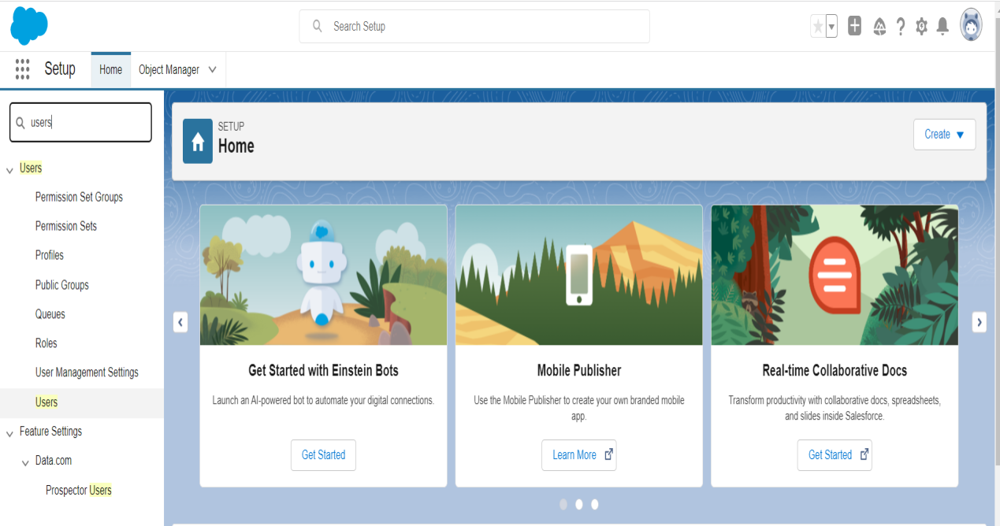 Search Setup
Setup
Home
Object Manager
users
Users
Permission Set Groups
Permission Sets
Profiles
Public Groups
Queues
Roles
User Management Settings
Users
Feature Settings
Data.com
Prospector Users
SETUP
Home
Create
Get Started with Einstein Bots
Launch an AI-powered bot to automate your digital connections.
Get Started
Mobile Publisher
Use the Mobile Publisher to create your own branded mobile
app.
Learn More
Real-time Collaborative Docs
Transform productivity with collaborative docs, spreadsheets,
and slides inside Salesforce.
Get Started